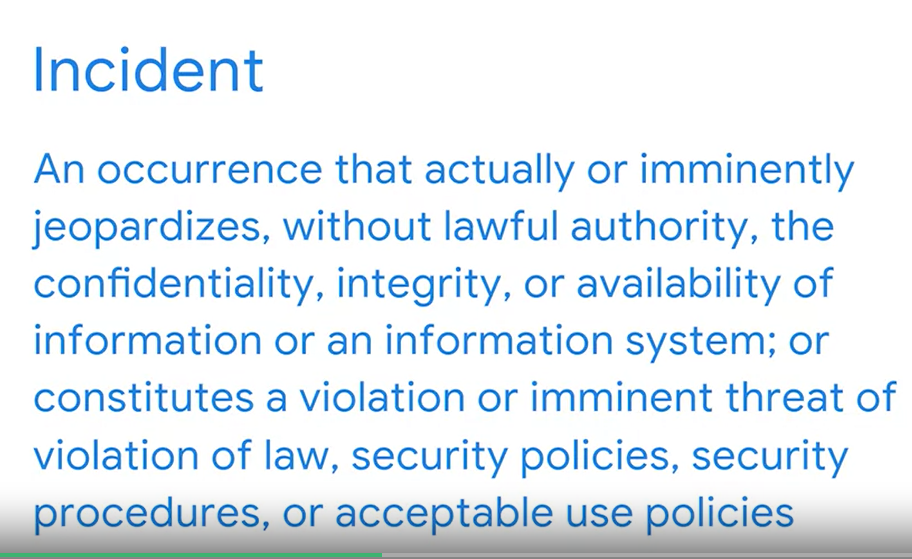 Incident
An occurrence that actually or imminently
jeopardizes, without lawful authority, the
confidentiality, integrity, or availability of
information or an information system; or
constitutes a violation or imminent threat of
violation of law, security policies, security
procedures, or acceptable use policies